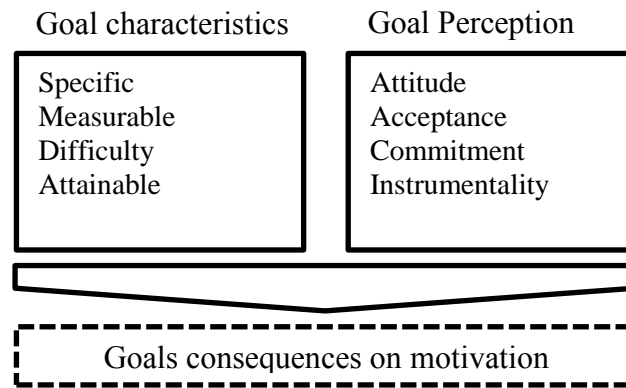 Goal characteristics
Goal Perception
Specific
Measurable
Difficulty
Attainable
Attitude
Acceptance
Commitment
Instrumentality
Goals consequences on motivation